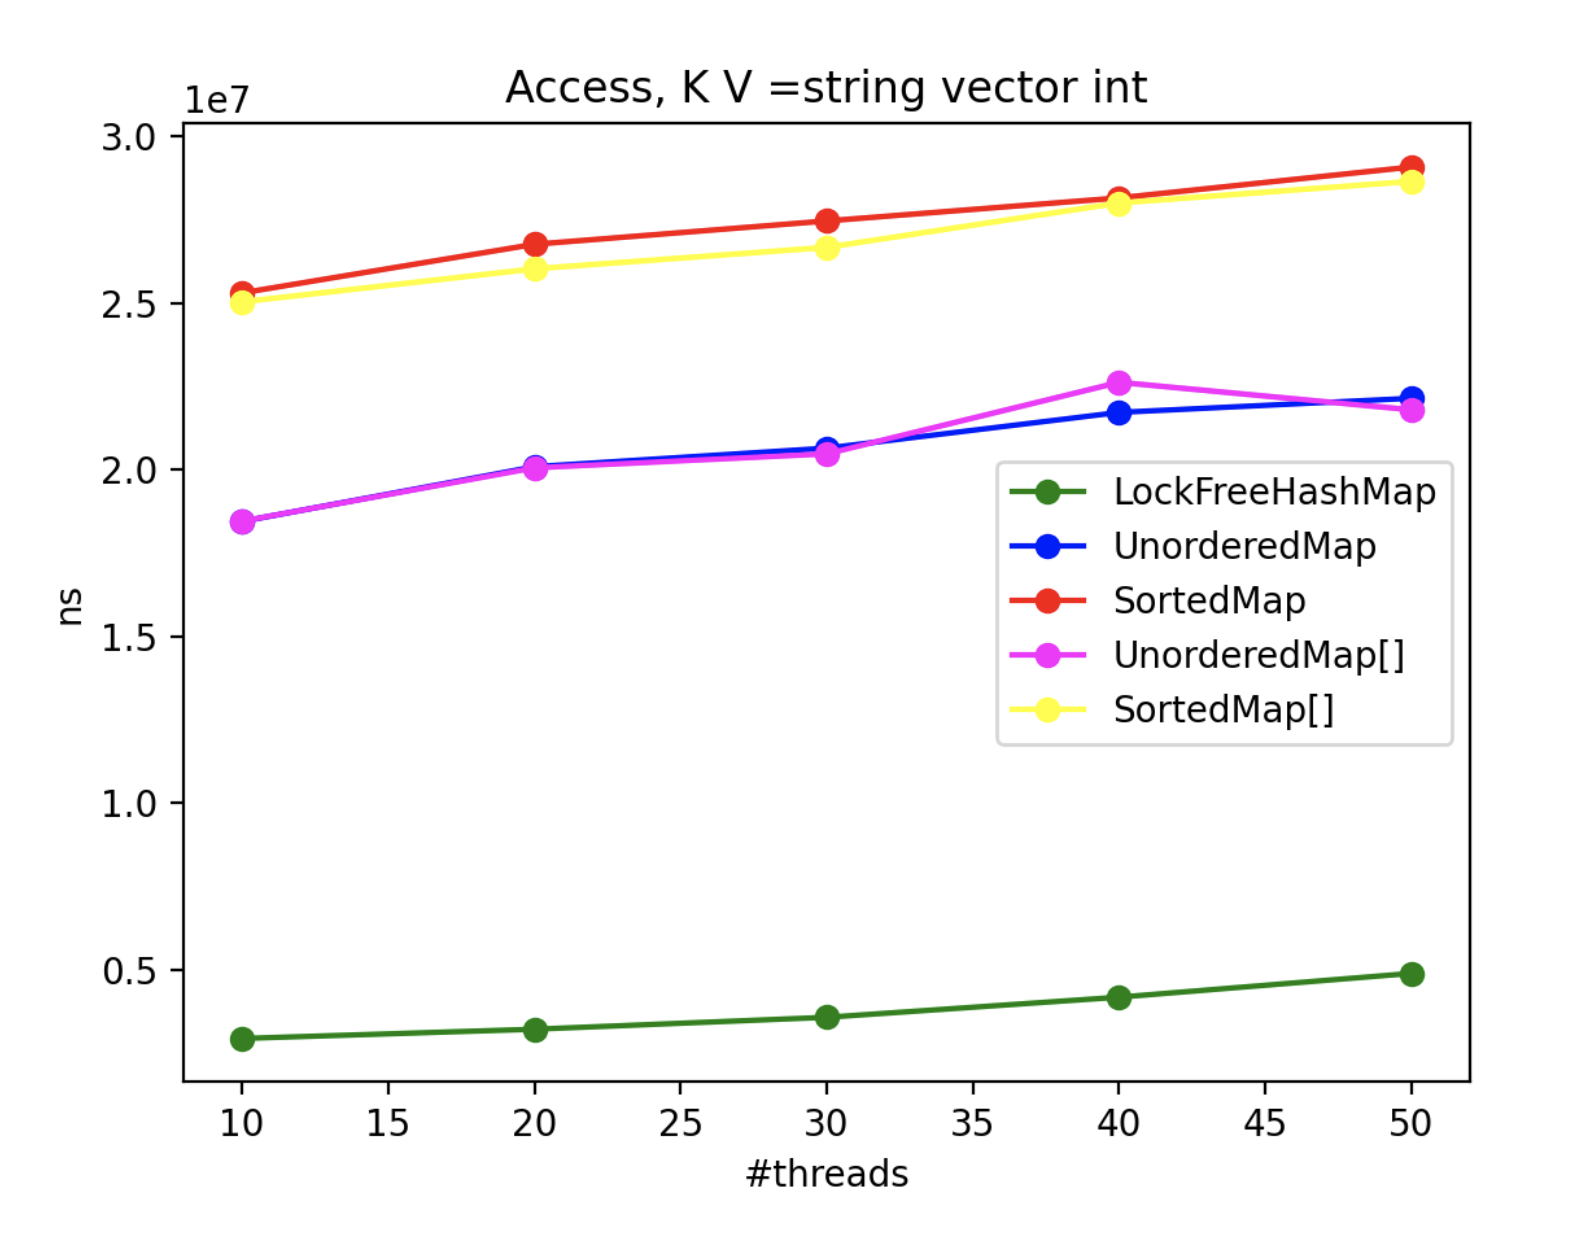 Access, K V =string vector int
1e7
3.0
2.5
2.0
1.5
1.0
0.5
ns
LockFreeHashMap
UnorderedMap
SortedMap
UnorderedMap[]
SortedMap[]
10 15 20 25 30 35 40 45 50
#threads